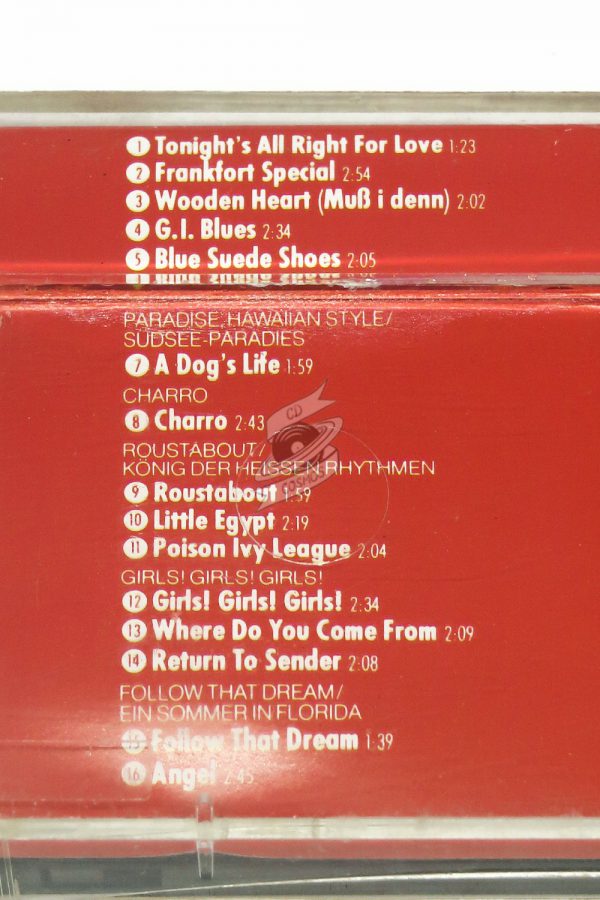 1 Tonight's All Right For Love 1:23
2 Frankfort Special 2:54
3 Wooden Heart (Muß i denn) 2:02
4 G.I. Blues 2:34
5 Blue Suede Shoes 2:05
PARADISE, HAWAIIAN STYLE/
SÜDSEE-PARADIES
7 A Dog's Life 1:59
CHARRO
8 Charro 2:43
CD
COSMOS
ROUSTABOUT/
KÖNIG DER HEISSEN RHYTHMEN
9 Roustabout 1:59
10 Little Egypt 2:19
11 Poison Ivy League 2:04
GIRLS! GIRLS! GIRLS!
12 Girls! Girls! Girls! 2:34
13 Where Do You Come From 2:09
14 Return To Sender 2:08
FOLLOW THAT DREAM/
EIN SOMMER IN FLORIDA
15 Follow That Dream 1:39
16 Angel 2:45